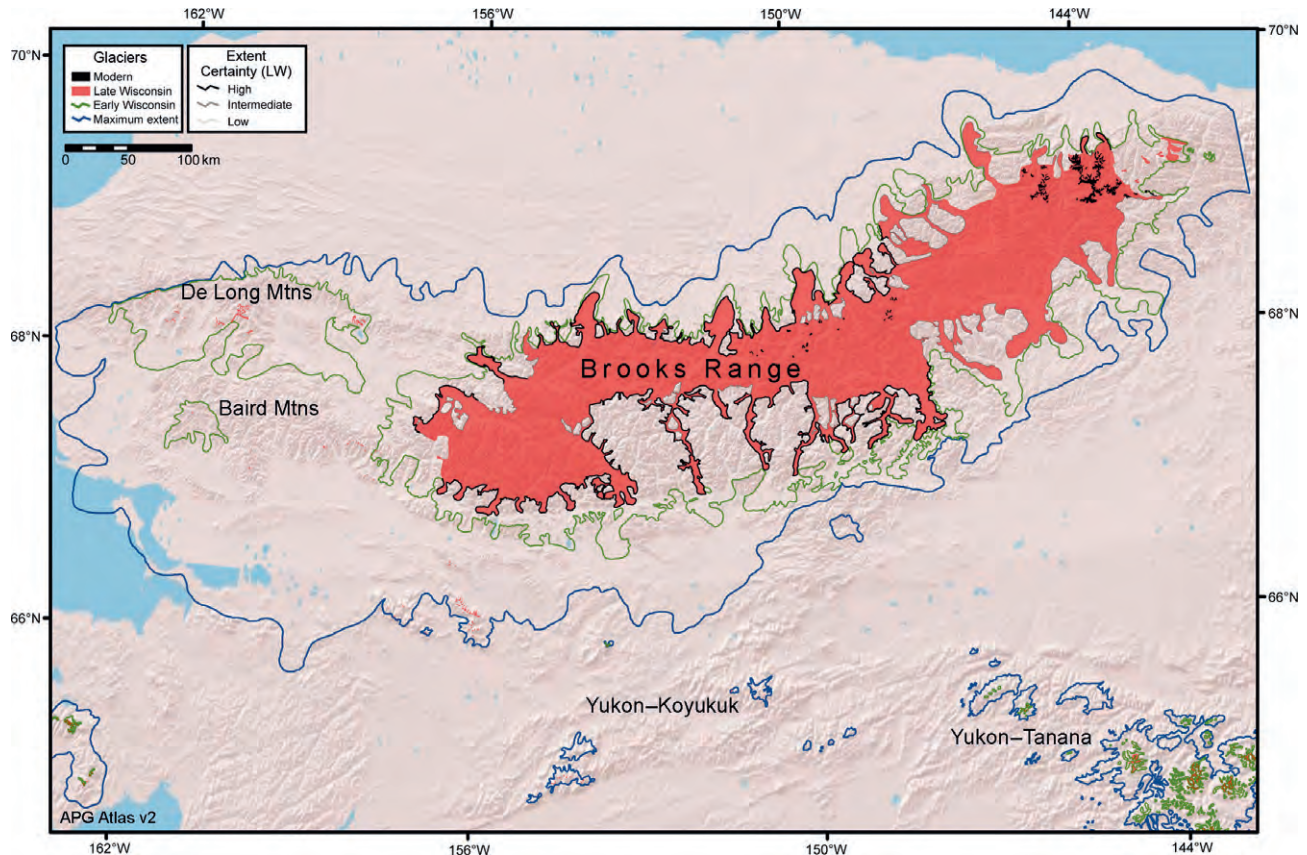 162°W 156°W 150°W 144°W
70°N 70°N
Glaciers
Modern
Late Wisconsin
Early Wisconsin
Maximum extent
Extent
Certainty (LW)
High
Intermediate
Low
0 50 100 km
De Long Mtns
68°N 68°N
Brooks Range
Baird Mtns
66°N 66°N
Yukon–Koyukuk
Yukon–Tanana
APG Atlas v2
162°W 156°W 150°W 144°W